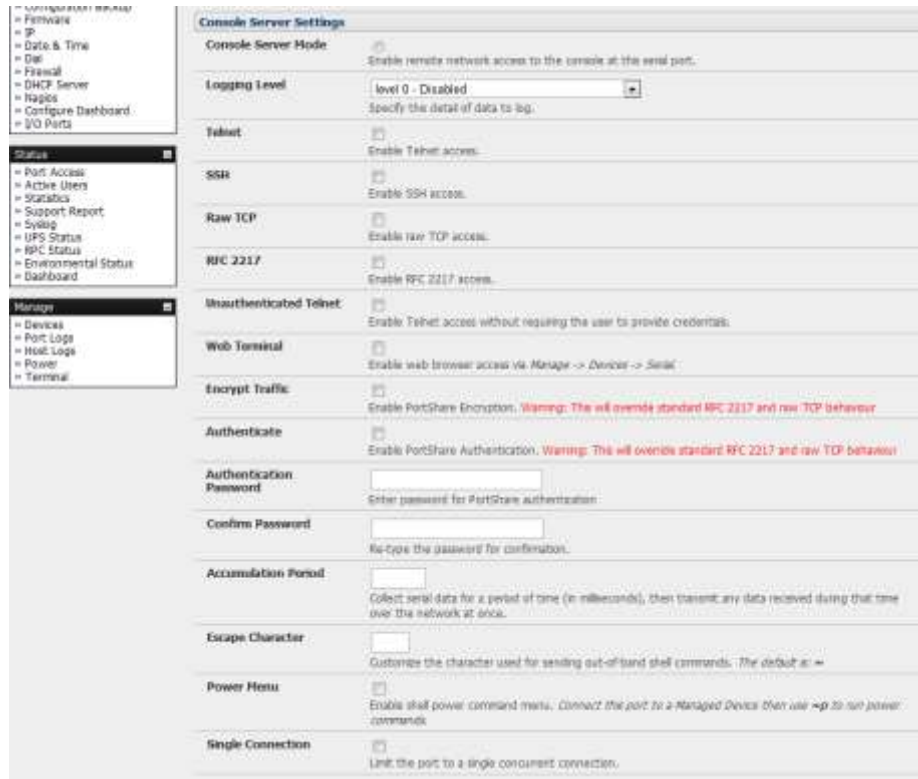 » Configuration Backup
» Firmware
» IP
» Date & Time
» Dial
» Firewall
» DHCP Server
» Nagios
» Configure Dashboard
» I/O Ports
Status
» Port Access
» Active Users
» Statistics
» Support Report
» Syslog
» UPS Status
» RPC Status
» Environmental Status
» Dashboard
Manage
» Devices
» Port Logs
» Host Logs
» Power
» Terminal
Console Server Settings
Console Server Mode
Enable remote network access to the console at the serial port.
Logging Level
level 0 - Disabled
Specify the detail of data to log.
Telnet
Enable Telnet access.
SSH
Enable SSH access.
Raw TCP
Enable raw TCP access.
RFC 2217
Enable RFC 2217 access.
Unauthenticated Telnet
Enable Telnet access without requiring the user to provide credentials.
Web Terminal
Enable web browser access via Manage -> Devices -> Serial
Encrypt Traffic
Enable PortShare Encryption. Warning: This will override standard RFC 2217 and raw TCP behaviour
Authenticate
Enable PortShare Authentication. Warning: This will override standard RFC 2217 and raw TCP behaviour
Authentication
Password
Enter password for PortShare authentication
Confirm Password
Re-type the password for confirmation.
Accumulation Period
Collect serial data for a period of time (in milliseconds), then transmit any data received during that time
over the network at once.
Escape Character
Customize the character used for sending out-of-band shell commands. The default is: ~
Power Menu
Enable shell power command menu. Connect the port to a Managed Device then use ~p to run power
commands
Single Connection
Limit the port to a single concurrent connection.